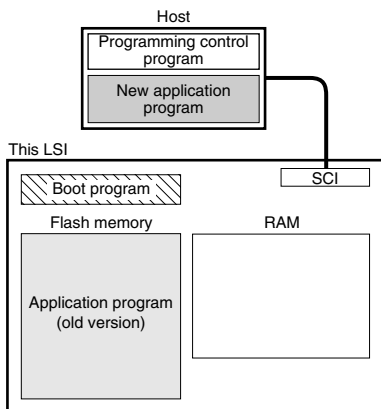 Host
Programming control
program
New application
program
This LSI
SCI
Boot program
Flash memory
RAM
Application program
(old version)